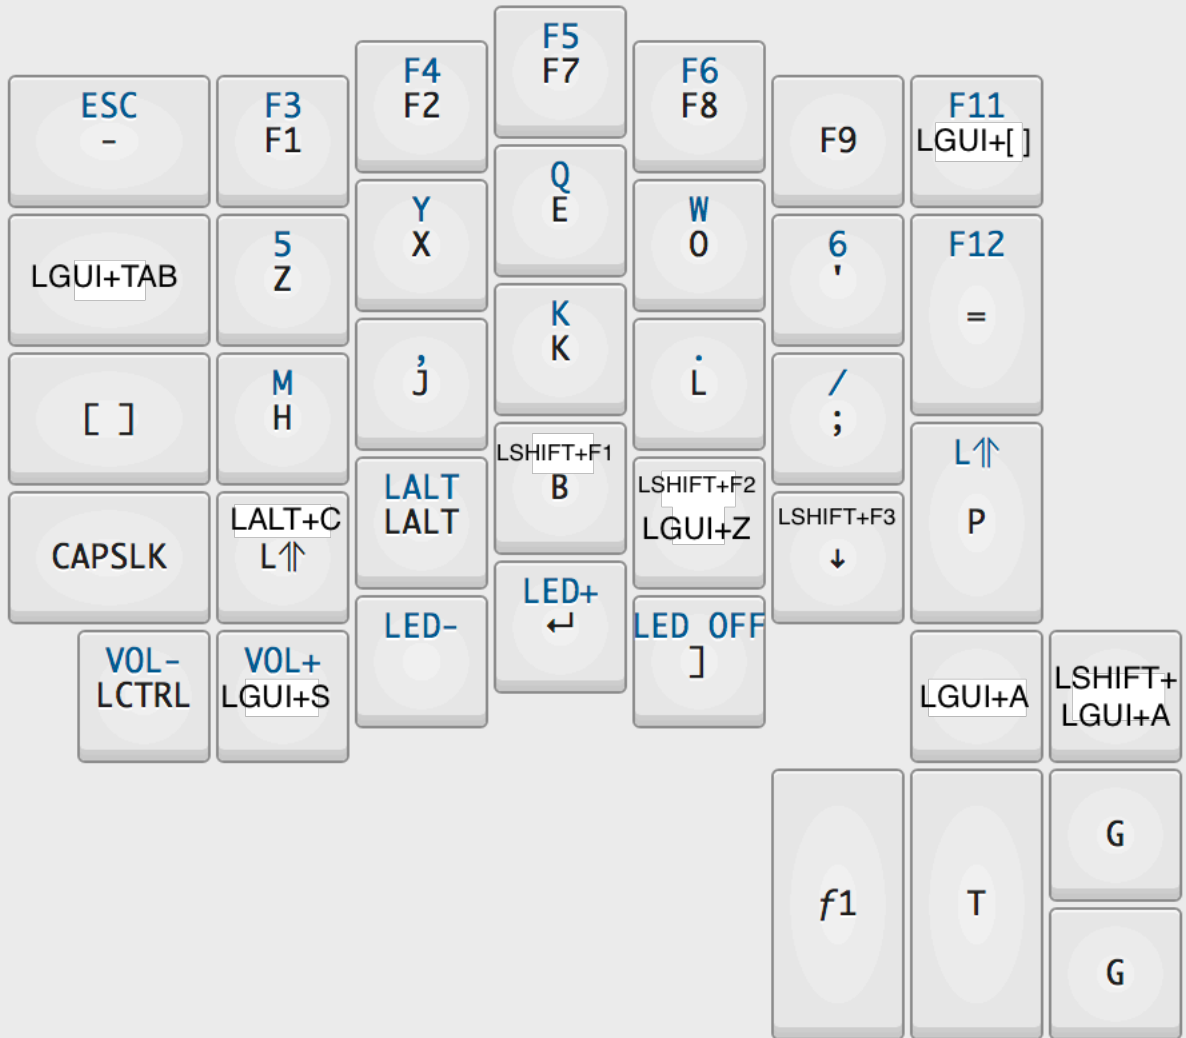 F5
F7
F4
F2
F6
F8
ESC
-
F3
F1
F9
F11
LGUI+[ ]
Q
E
Y
X
W
O
LGUI+TAB
5
Z
6
'
F12
=
K
K
,
J
.
L
[ ]
M
H
/
;
LSHIFT+F1
B
L⥣
P
LALT
LALT
LSHIFT+F2
LGUI+Z
CAPSLK
LALT+C
L⥣
LSHIFT+F3
↓
LED+
↵
LED-
LED OFF
]
VOL-
LCTRL
VOL+
LGUI+S
LGUI+A
LSHIFT+
LGUI+A
G
ƒ1
T
G